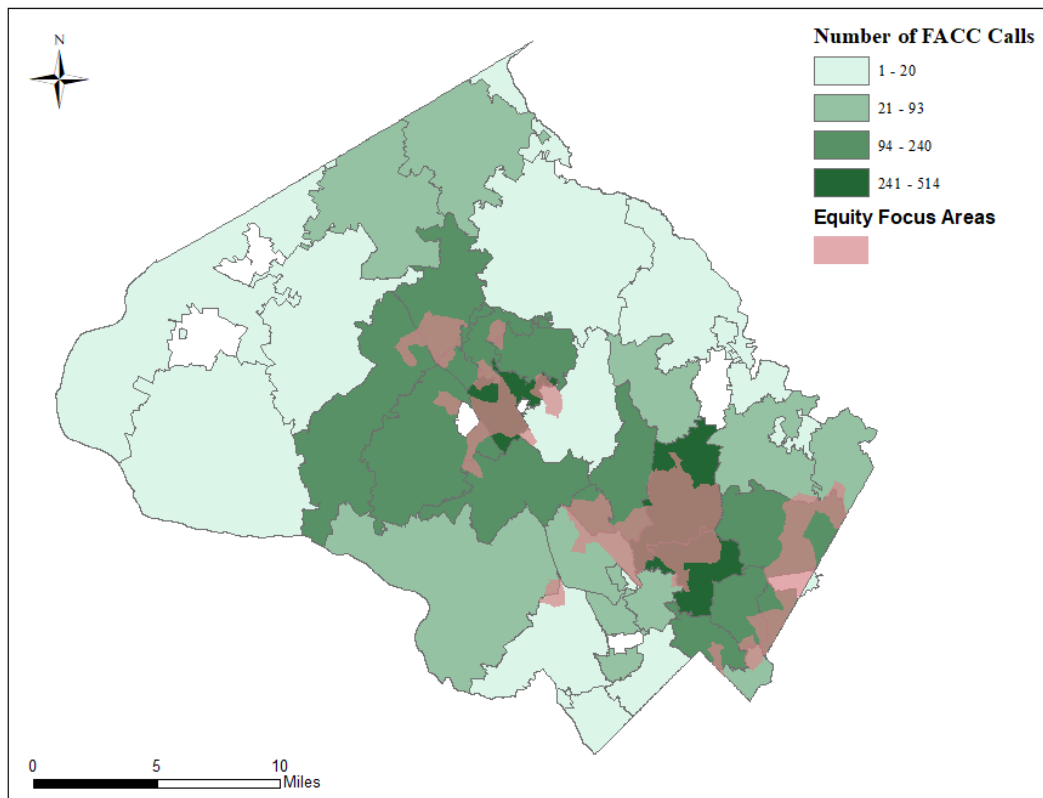 N
Number of FACC Calls
1 - 20
21 - 93
94 - 240
241 - 514
Equity Focus Areas
0 5 10
Miles